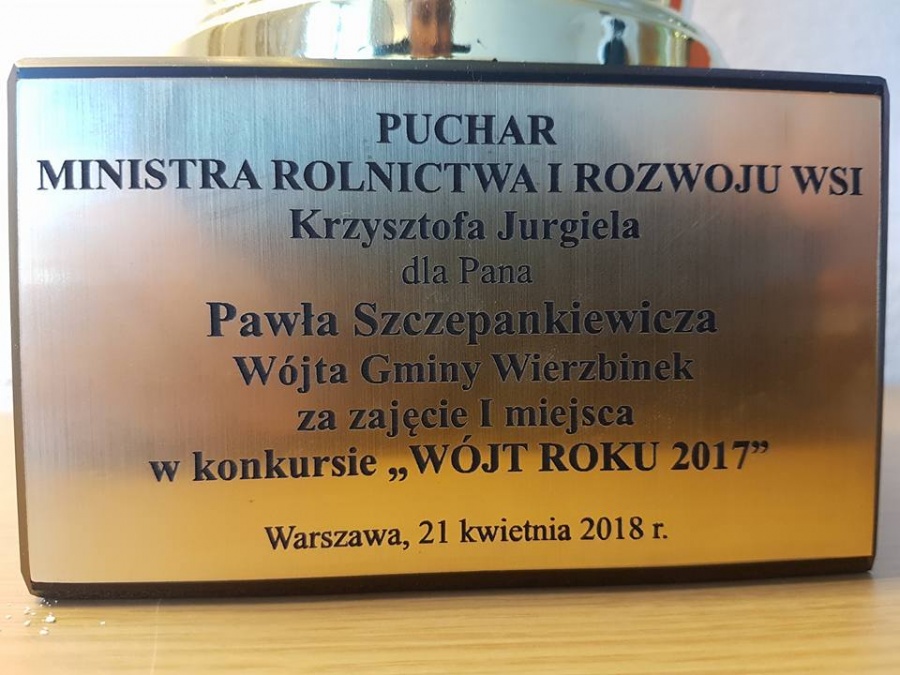 PUCHAR
MINISTRA ROLNICTWA I ROZWOJU WSI
Krzysztofa Jurgiela
dla Pana
Pawła Szczepankiewicza
Wójta Gminy Wierzbinek
za zajęcie I miejsca
w konkursie „WÓJT ROKU 2017”
Warszawa, 21 kwietnia 2018 r.